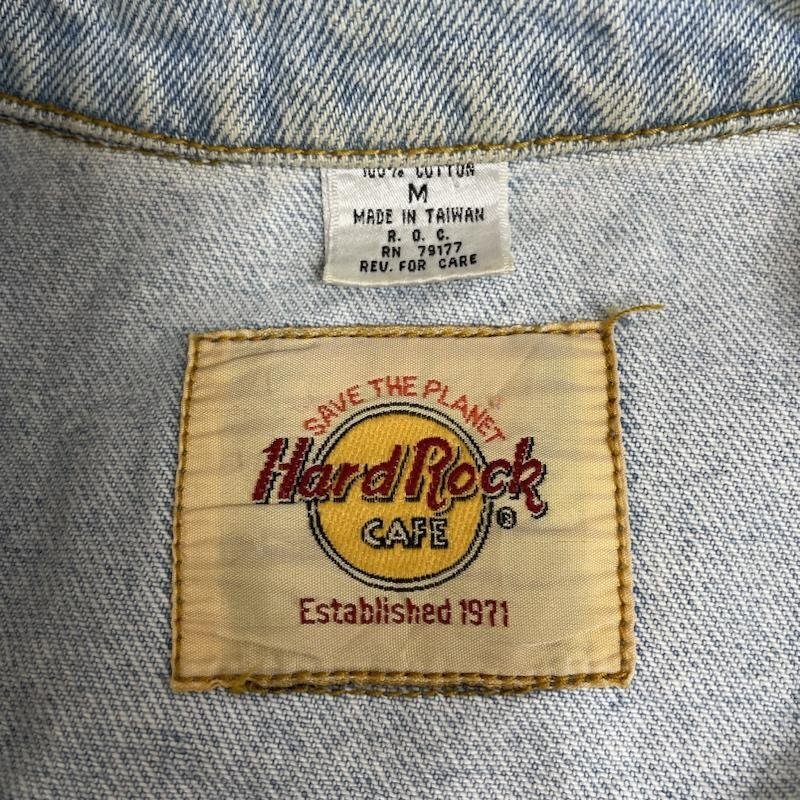 100% COTTON
M
MADE IN TAIWAN
R. O. C.
RN 79177
REV. FOR CARE
SAVE THE PLANET
Hard Rock
CAFE ®
Established 1971